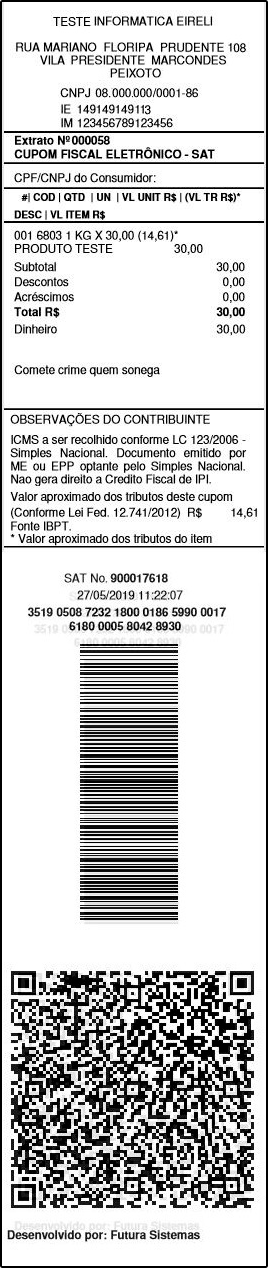 TESTE INFORMATICA EIRELI
RUA MARIANO FLORIPA PRUDENTE 108
VILA PRESIDENTE MARCONDES
PEIXOTO
CNPJ 08.000.000/0001-86
IE 149149149113
IM 123456789123456
Extrato Nº 000058
CUPOM FISCAL ELETRÔNICO - SAT
CPF/CNPJ do Consumidor:
#| COD | QTD | UN | VL UNIT R$ | (VL TR R$)*
DESC | VL ITEM R$
001 6803 1 KG X 30,00 (14,61)*
PRODUTO TESTE 30,00
Subtotal 30,00
Descontos 0,00
Acréscimos 0,00
Total R$ 30,00
Dinheiro 30,00
Comete crime quem sonega
OBSERVAÇÕES DO CONTRIBUINTE
ICMS a ser recolhido conforme LC 123/2006 -
Simples Nacional. Documento emitido por
ME ou EPP optante pelo Simples Nacional.
Nao gera direito a Credito Fiscal de IPI.
Valor aproximado dos tributos deste cupom
(Conforme Lei Fed. 12.741/2012) R$ 14,61
Fonte IBPT.
* Valor aproximado dos tributos do item
SAT No. 900017618
27/05/2019 11:22:07
3519 0508 7232 1800 0186 5990 0017
6180 0005 8042 8930
Desenvolvido por: Futura Sistemas